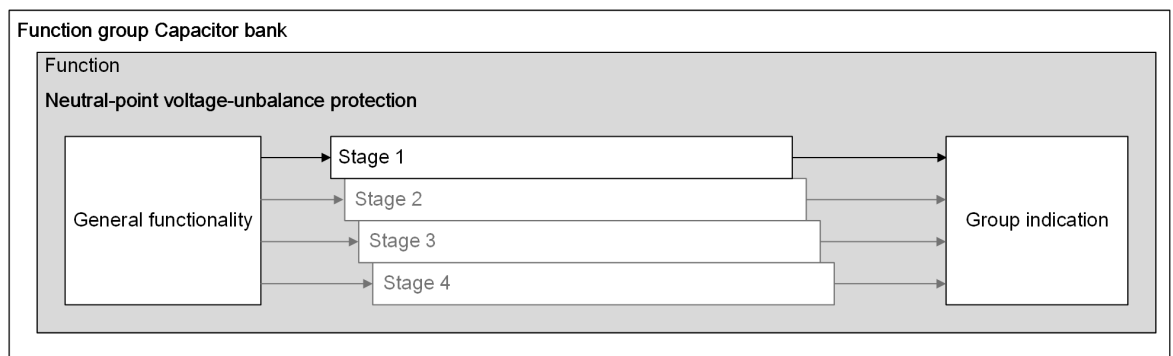 Function group Capacitor bank
Function
Neutral-point voltage-unbalance protection
Stage 1
Stage 2
General functionality
Group indication
Stage 3
Stage 4